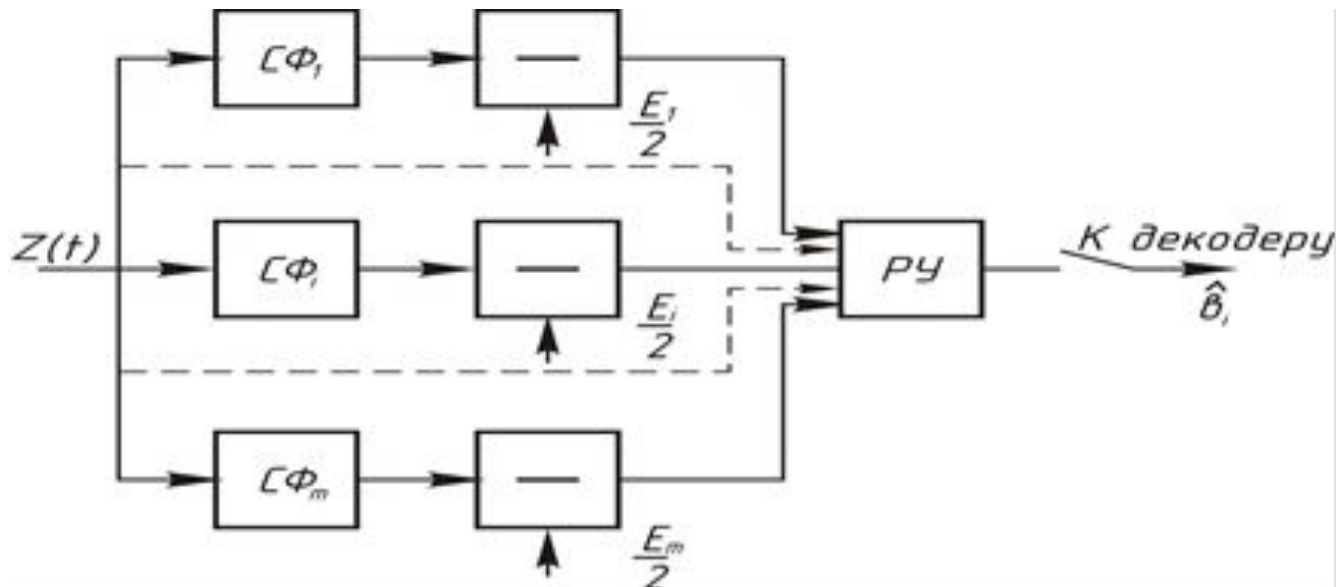 СФ₁
E₁/2
Z(t)
СФᵢ
Eᵢ/2
РУ
К декодеру
в̂ᵢ
СФₘ
Eₘ/2